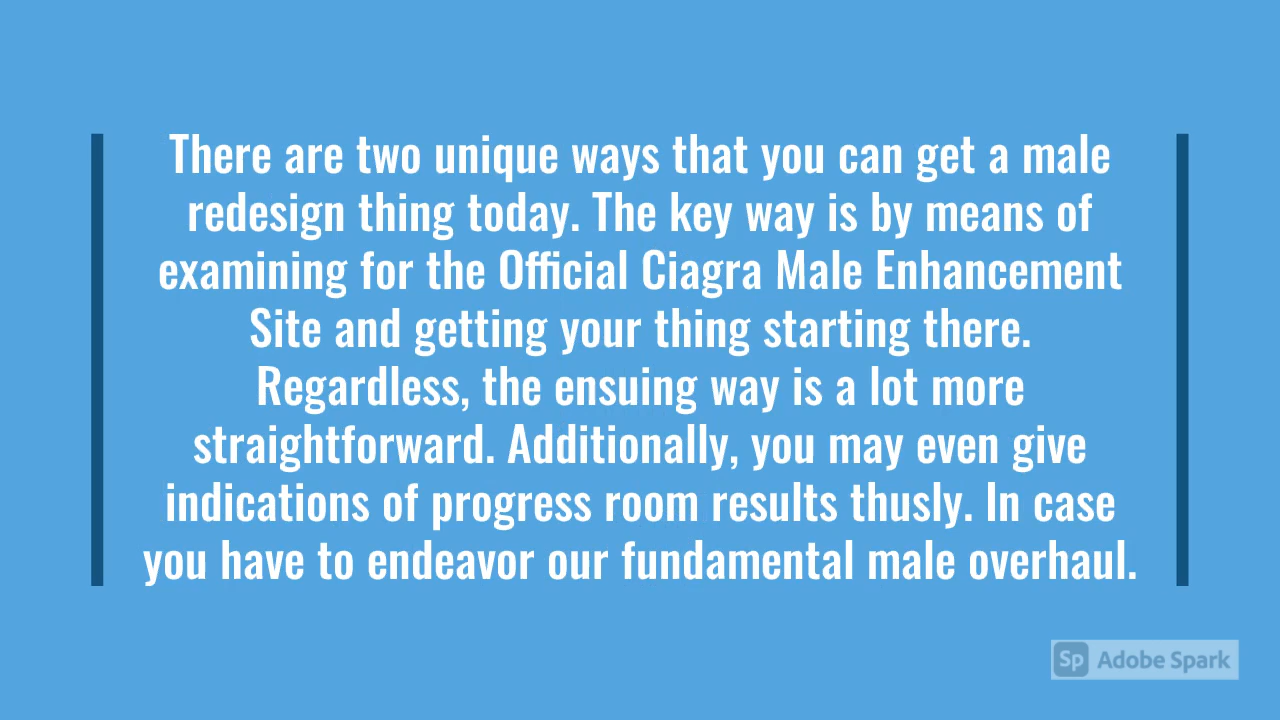 There are two unique ways that you can get a male
redesign thing today. The key way is by means of
examining for the Official Ciagra Male Enhancement
Site and getting your thing starting there.
Regardless, the ensuing way is a lot more
straightforward. Additionally, you may even give
indications of progress room results thusly. In case
you have to endeavor our fundamental male overhaul.
Sp Adobe Spark